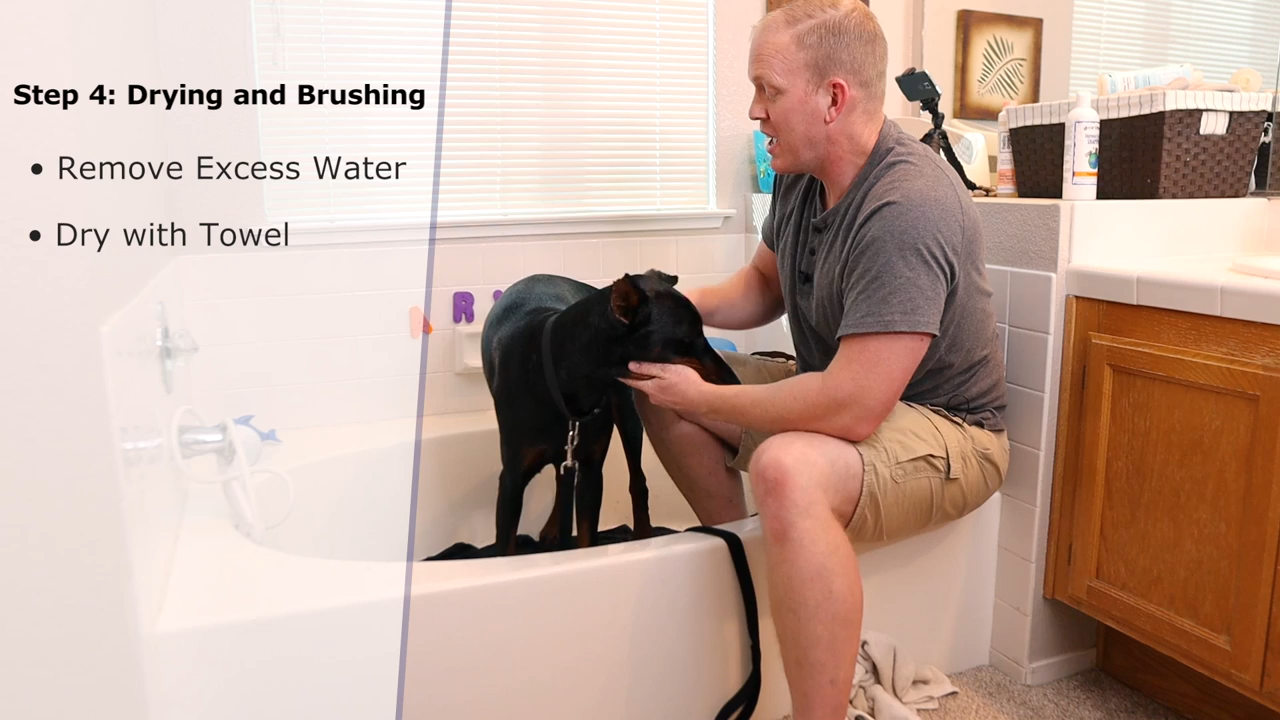 Step 4: Drying and Brushing
• Remove Excess Water
• Dry with Towel
R